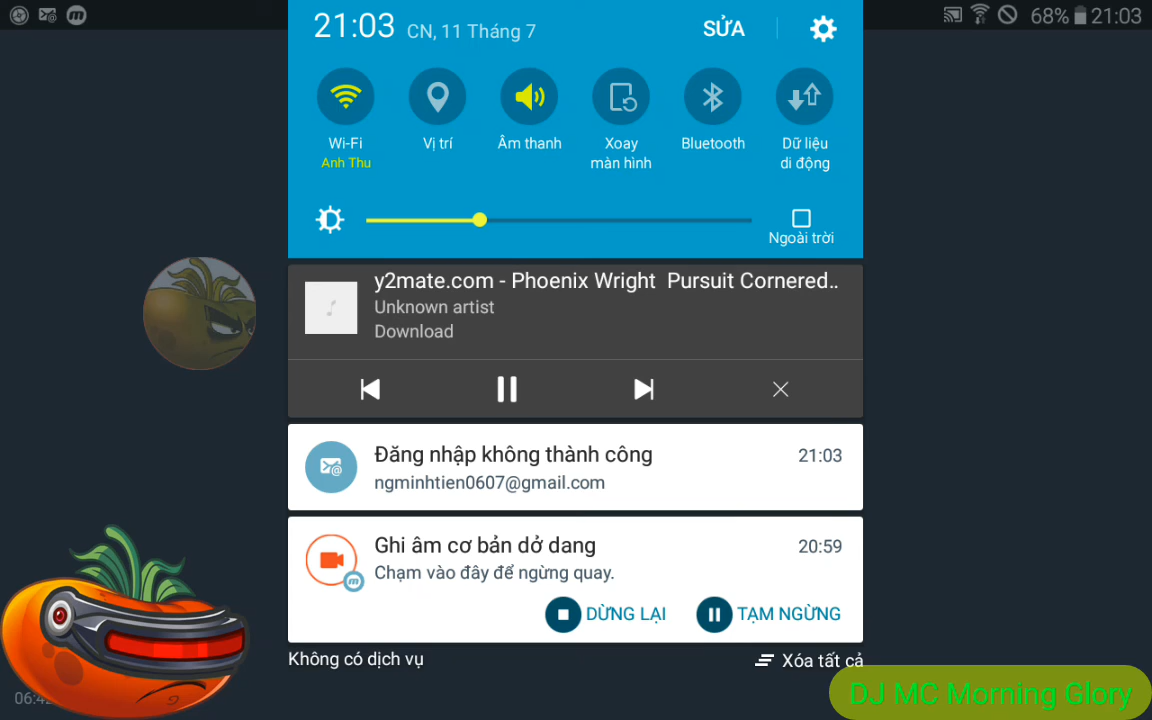 68% 21:03
21:03 CN, 11 Tháng 7 SỬA
Wi-Fi
Anh Thu
Vị trí
Âm thanh
Xoay
màn hình
Bluetooth
Dữ liệu
di động
Ngoài trời
y2mate.com - Phoenix Wright Pursuit Cornered..
Unknown artist
Download
Đăng nhập không thành công 21:03
ngminhtien0607@gmail.com
Ghi âm cơ bản dở dang 20:59
Chạm vào đây để ngừng quay.
DỪNG LẠI TẠM NGỪNG
Không có dịch vụ Xóa tất cả
DJ MC Morning Glory